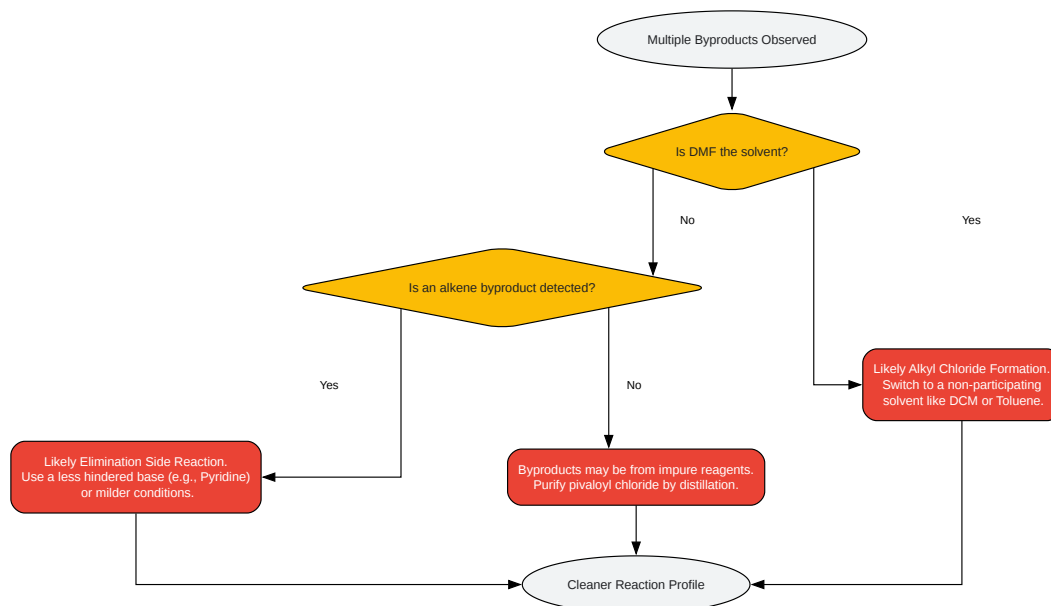 Multiple Byproducts Observed
Is DMF the solvent?
No
Yes
Is an alkene byproduct detected?
Yes
No
Likely Alkyl Chloride Formation.
Switch to a non-participating
solvent like DCM or Toluene.
Likely Elimination Side Reaction.
Use a less hindered base (e.g., Pyridine)
or milder conditions.
Byproducts may be from impure reagents.
Purify pivaloyl chloride by distillation.
Cleaner Reaction Profile